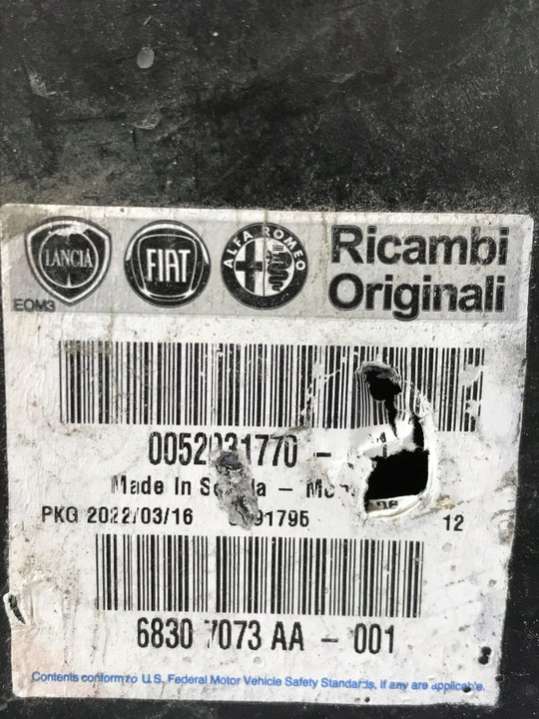 LANCIA FIAT ALFA ROMEO Ricambi
Originali
EOM3
Made In
PKG 2022/03/16 12
6830 7073 AA - 001
Contents conform to U.S. Federal Motor Vehicle Safety Standards, If any are applicable.